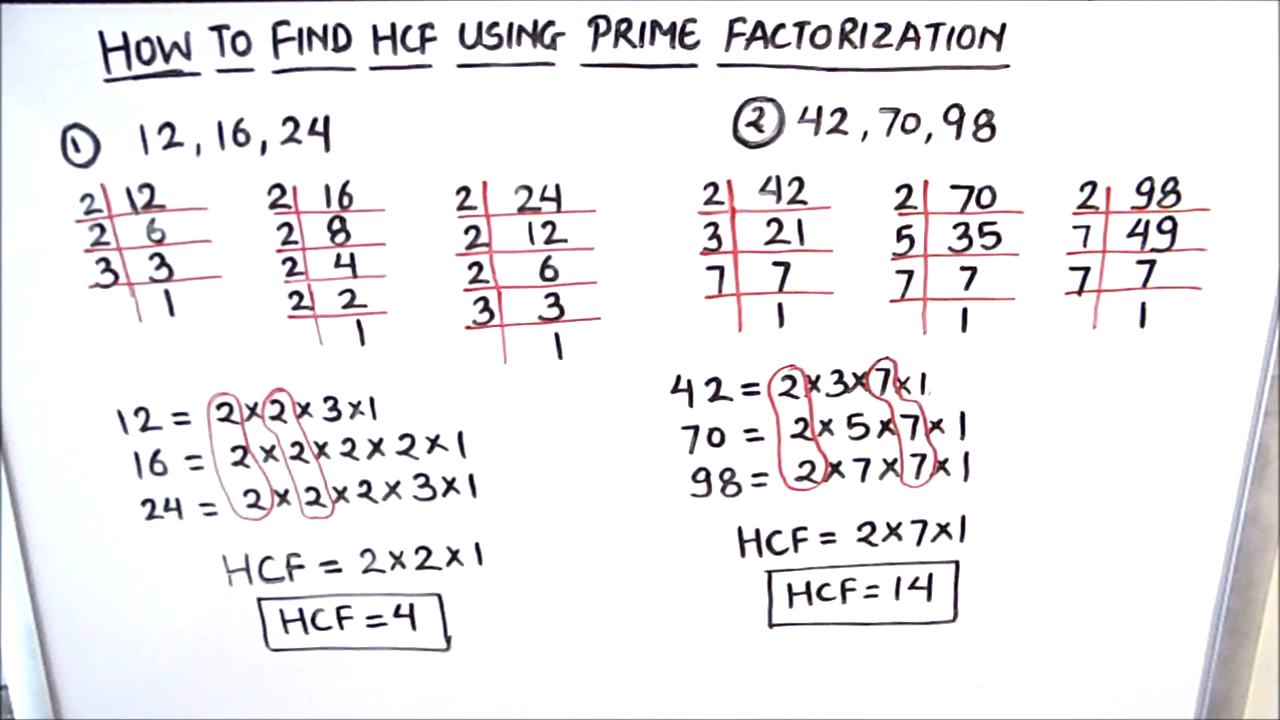 HOW TO FIND HCF USING PRIME FACTORIZATION
① 12, 16, 24
2 | 12
2 | 6
3 | 3
1
2 | 16
2 | 8
2 | 4
2 | 2
1
2 | 24
2 | 12
2 | 6
3 | 3
1
12 = 2 × 2 × 3 × 1
16 = 2 × 2 × 2 × 2 × 1
24 = 2 × 2 × 2 × 3 × 1
HCF = 2 × 2 × 1
HCF = 4
② 42, 70, 98
2 | 42
3 | 21
7 | 7
1
2 | 70
5 | 35
7 | 7
1
2 | 98
7 | 49
7 | 7
1
42 = 2 × 3 × 7 × 1
70 = 2 × 5 × 7 × 1
98 = 2 × 7 × 7 × 1
HCF = 2 × 7 × 1
HCF = 14